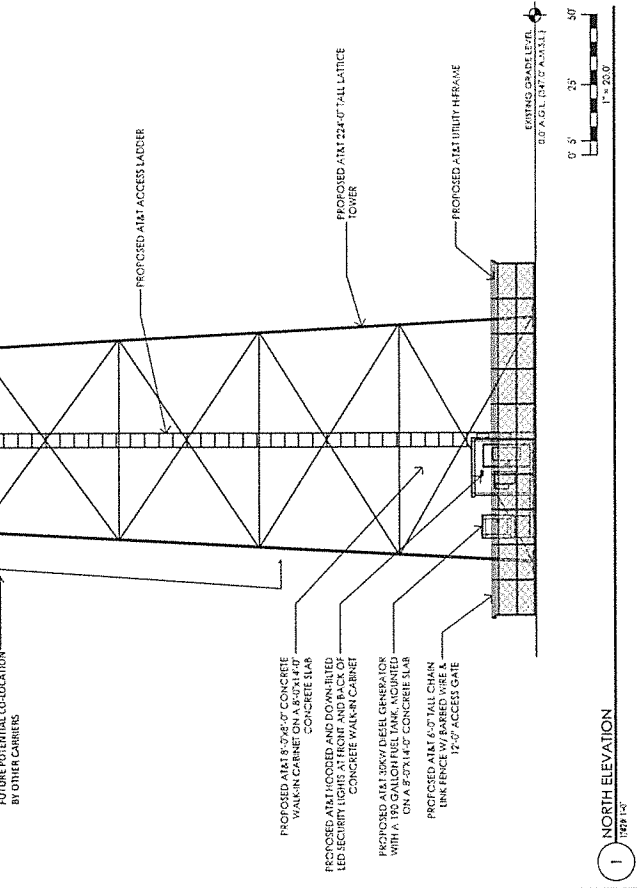 FUTURE POTENTIAL CO-LOCATION
BY OTHER CARRIERS
PROPOSED AT&T ACCESS LADDER
PROPOSED AT&T 224'-0" TALL LATTICE
TOWER
PROPOSED AT&T UTILITY H-FRAME
PROPOSED AT&T 8'-0"x8'-0" CONCRETE
WALK-IN CABINET ON A 8'-0"x14'-0"
CONCRETE SLAB
PROPOSED AT&T HOODED AND DOWN-TILTED
LED SECURITY LIGHTS AT FRONT AND BACK OF
CONCRETE WALK-IN CABINET
PROPOSED AT&T 30KW DIESEL GENERATOR
WITH A 190 GALLON FUEL TANK, MOUNTED
ON A 8'-0"x14'-0" CONCRETE SLAB
PROPOSED AT&T 6'-0" TALL CHAIN
LINK FENCE W/ BARBED WIRE &
12'-0" ACCESS GATE
EXISTING GRADE LEVEL
0.0' A.G.L. (347.0' A.M.S.L.)
0' 5' 25' 50'
1" = 20.0'
1
NORTH ELEVATION